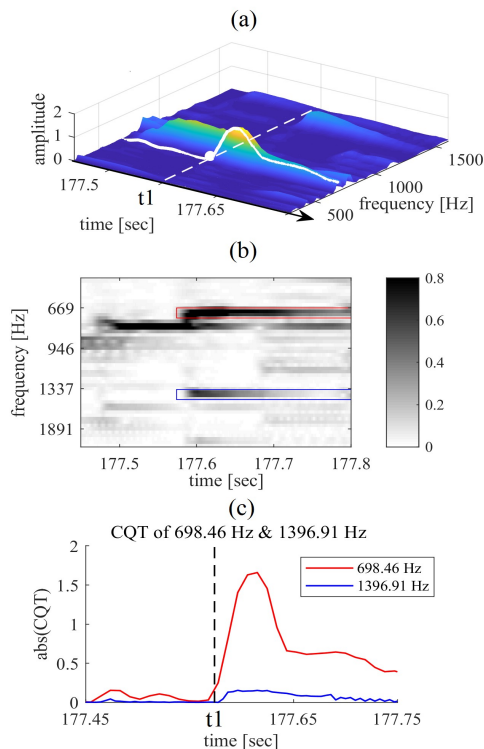 (a)
amplitude
2
1
0
177.5
t1
177.65
time [sec]
500
1000
1500
frequency [Hz]
(b)
frequency [Hz]
669
946
1337
1891
177.5
177.6
177.7
177.8
time [sec]
0.8
0.6
0.4
0.2
0
(c)
CQT of 698.46 Hz & 1396.91 Hz
abs(CQT)
2
1.5
1
0.5
0
698.46 Hz
1396.91 Hz
177.45
t1
177.65
177.75
time [sec]